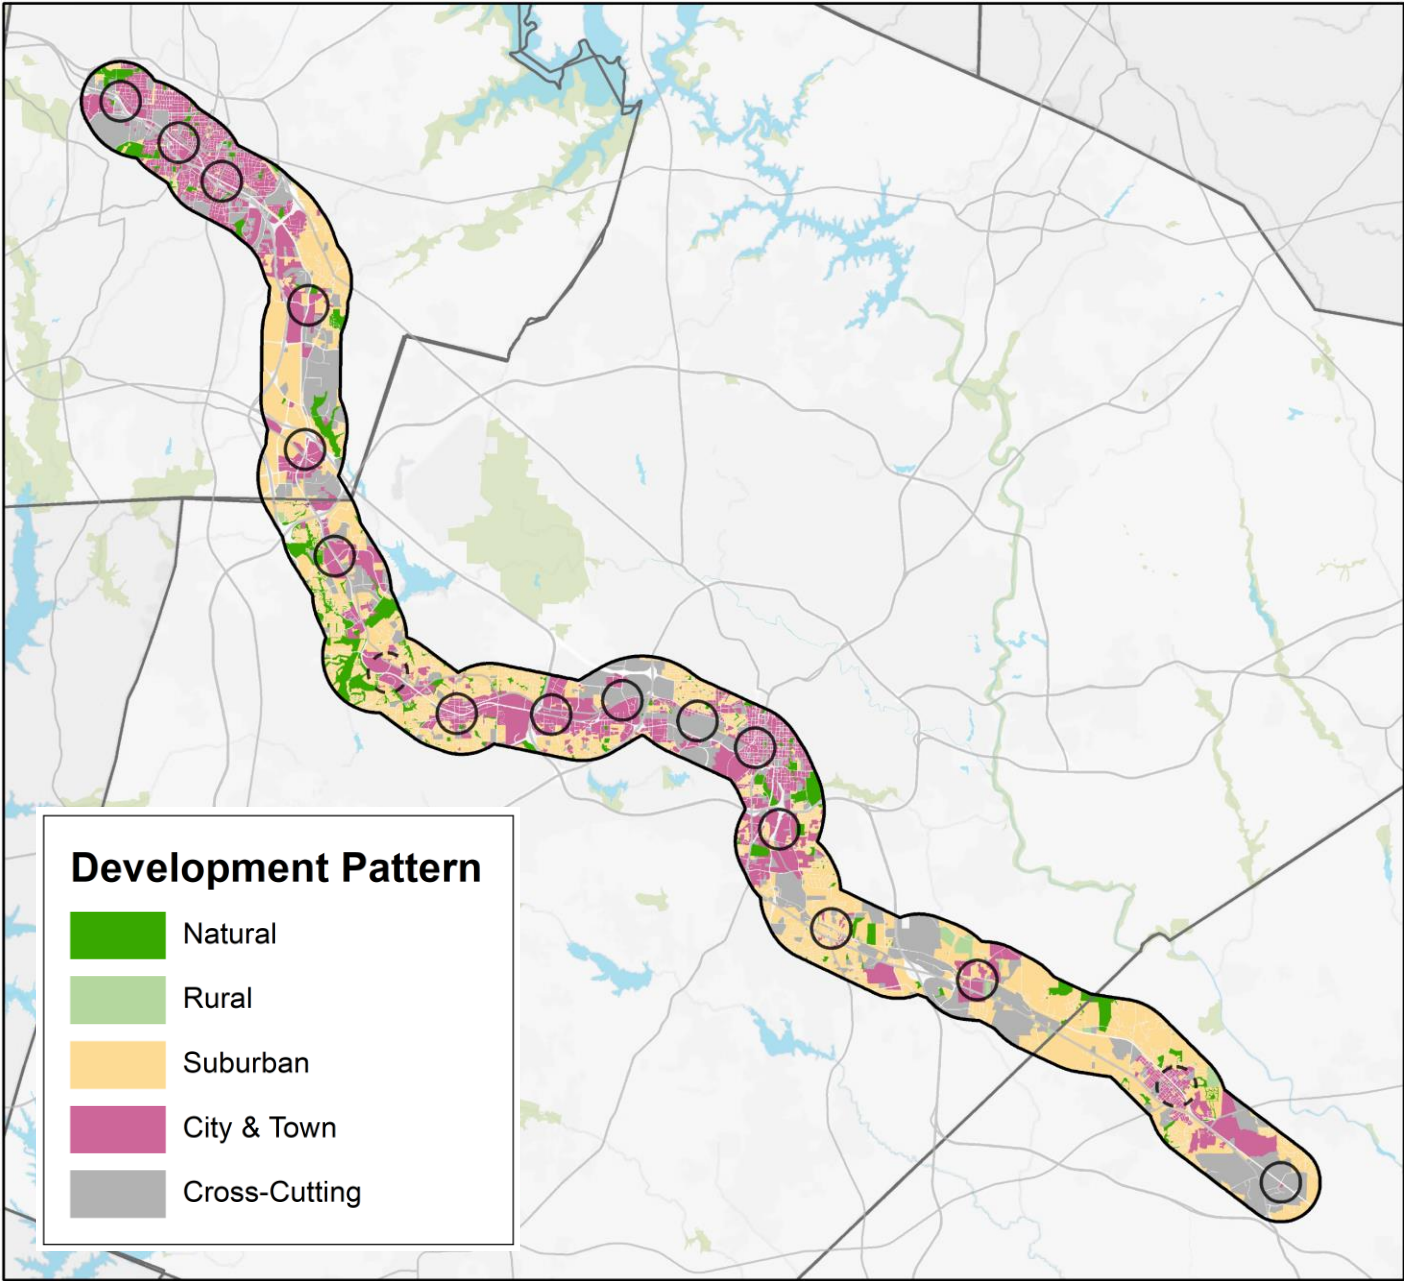 Development Pattern
Natural
Rural
Suburban
City & Town
Cross-Cutting